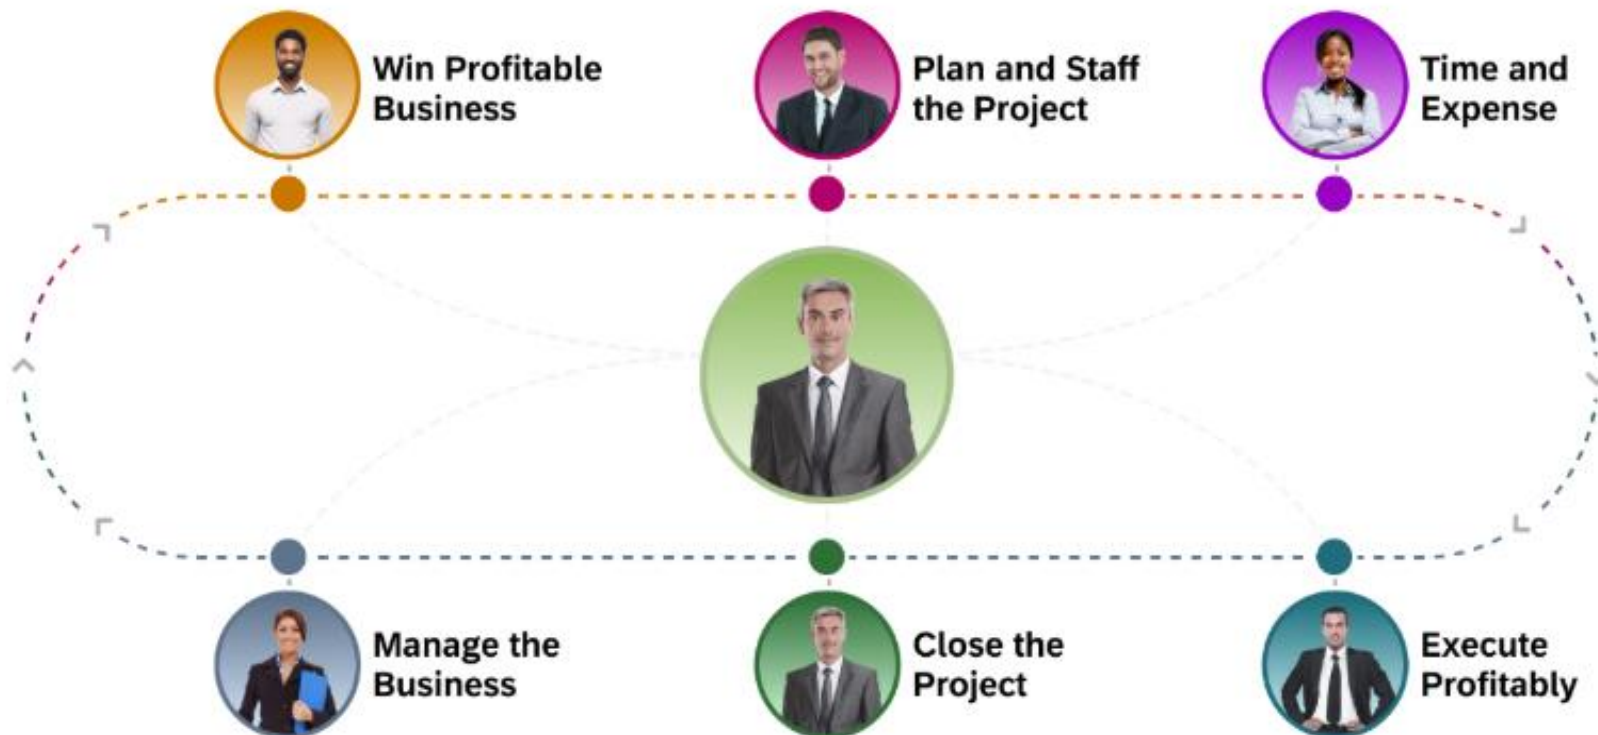 Win Profitable
Business
Plan and Staff
the Project
Time and
Expense
Manage the
Business
Close the
Project
Execute
Profitably